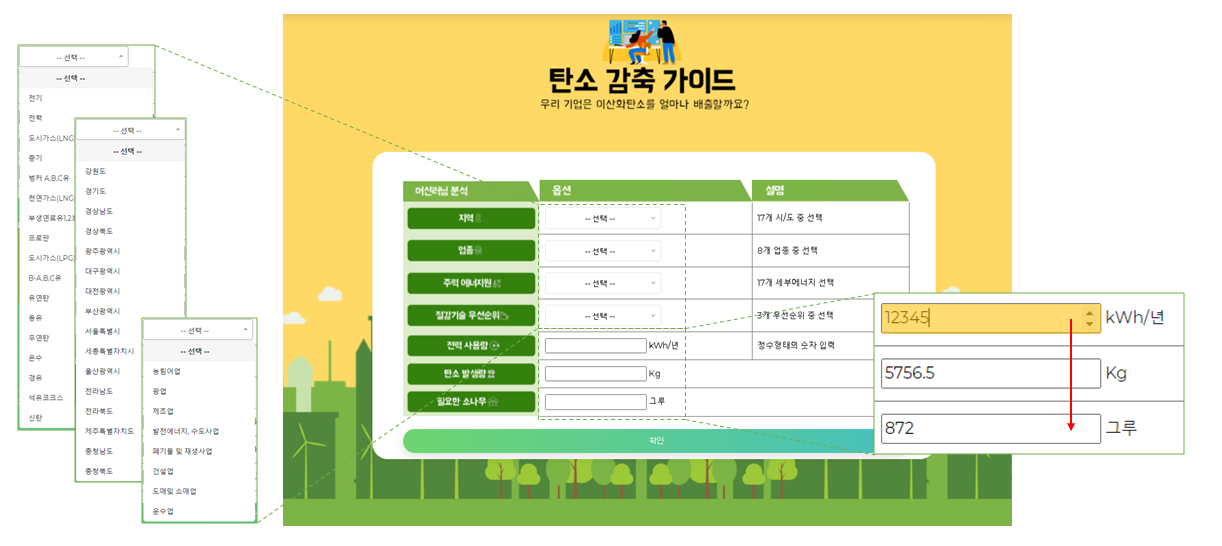 탄소 감축 가이드
우리 기업은 이산화탄소를 얼마나 배출할까요?
-- 선택 --
-- 선택 --
전기
전력
도시가스(LNG)
증기
벙커 A,B,C유
천연가스(LNG)
부생연료유1,2호
프로판
도시가스(LPG)
B-A,B,C유
유연탄
등유
무연탄
온수
경유
석유코크스
신탄
-- 선택 --
-- 선택 --
강원도
경기도
경상남도
경상북도
광주광역시
대구광역시
대전광역시
부산광역시
서울특별시
세종특별자치시
울산광역시
전라남도
전라북도
제주특별자치도
충청남도
충청북도
-- 선택 --
-- 선택 --
농림어업
광업
제조업
발전에너지, 수도사업
폐기물 및 재생사업
건설업
도매및 소매업
운수업
머신러닝 분석 옵션 설명
지역 -- 선택 -- 17개 시/도 중 선택
업종 -- 선택 -- 8개 업종 중 선택
주력 에너지원 -- 선택 -- 17개 세부에너지 선택
절감기술 우선순위 -- 선택 -- 3개 우선순위 중 선택
전력 사용량 kWh/년 정수형태의 숫자 입력
탄소 발생량 Kg
필요한 소나무 그루
확인
12345 kWh/년
5756.5 Kg
872 그루